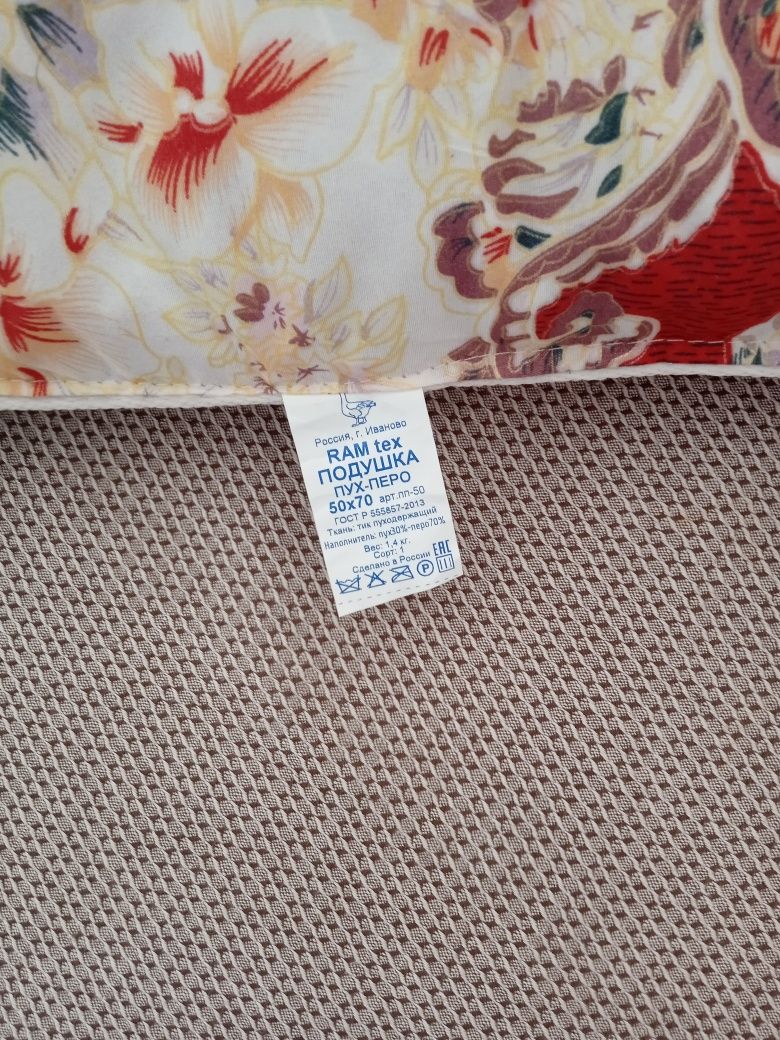 Россия, г. Иваново
RAM tex
ПОДУШКА
ПУХ-ПЕРО
50x70 арт.пп-50
ГОСТ Р 555857-2013
Ткань: тик пуходержащий
Наполнитель: пух30%-перо70%
Вес: 1,4 кг.
Сорт: 1
Сделано в России EAC
P